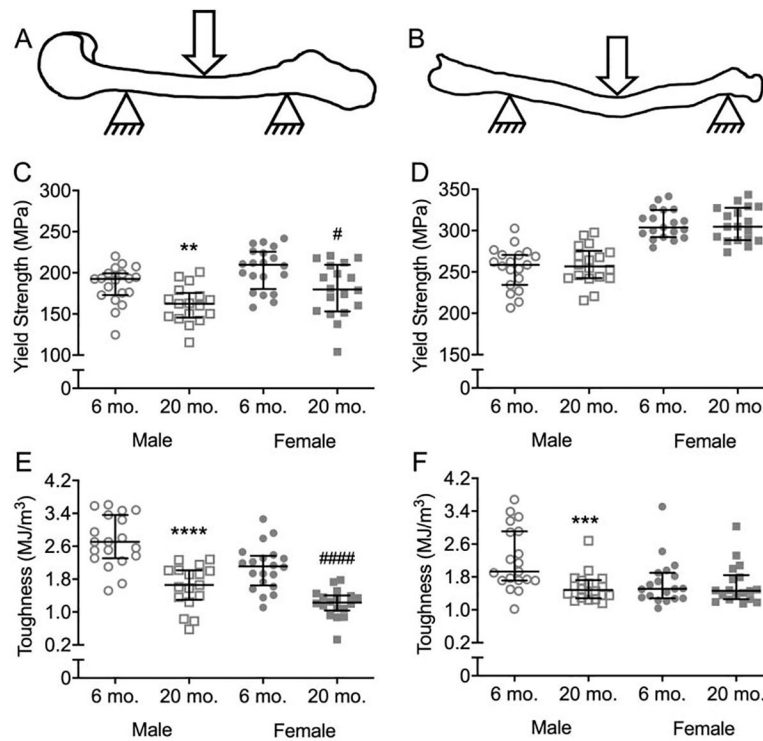 A
B
C
Yield Strength (MPa)
300
250
200
150
100
0
**
#
6 mo. 20 mo. 6 mo. 20 mo.
Male Female
D
Yield Strength (MPa)
350
300
250
200
150
0
6 mo. 20 mo. 6 mo. 20 mo.
Male Female
E
Toughness (MJ/m³)
4.2
3.4
2.6
1.8
1.0
0.2
0
****
####
6 mo. 20 mo. 6 mo. 20 mo.
Male Female
F
Toughness (MJ/m³)
4.2
3.4
2.6
1.8
1.0
0.2
0
***
6 mo. 20 mo. 6 mo. 20 mo.
Male Female